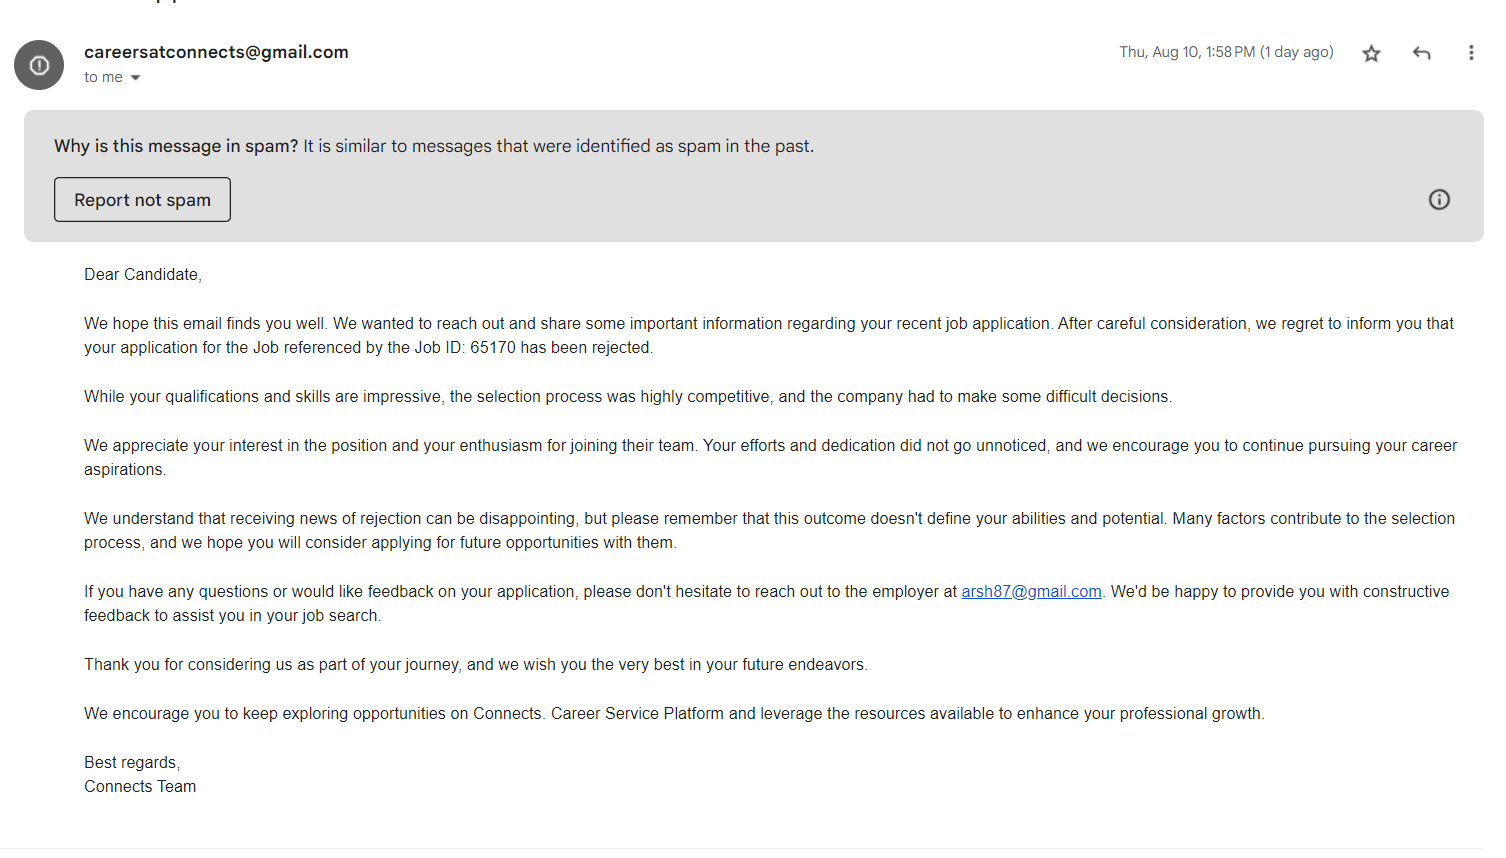 careersatconnects@gmail.com
Thu, Aug 10, 1:58 PM (1 day ago)
to me
Why is this message in spam? It is similar to messages that were identified as spam in the past.
Report not spam
Dear Candidate,
We hope this email finds you well. We wanted to reach out and share some important information regarding your recent job application. After careful consideration, we regret to inform you that
your application for the Job referenced by the Job ID: 65170 has been rejected.
While your qualifications and skills are impressive, the selection process was highly competitive, and the company had to make some difficult decisions.
We appreciate your interest in the position and your enthusiasm for joining their team. Your efforts and dedication did not go unnoticed, and we encourage you to continue pursuing your career
aspirations.
We understand that receiving news of rejection can be disappointing, but please remember that this outcome doesn't define your abilities and potential. Many factors contribute to the selection
process, and we hope you will consider applying for future opportunities with them.
If you have any questions or would like feedback on your application, please don't hesitate to reach out to the employer at arsh87@gmail.com. We'd be happy to provide you with constructive
feedback to assist you in your job search.
Thank you for considering us as part of your journey, and we wish you the very best in your future endeavors.
We encourage you to keep exploring opportunities on Connects. Career Service Platform and leverage the resources available to enhance your professional growth.
Best regards,
Connects Team